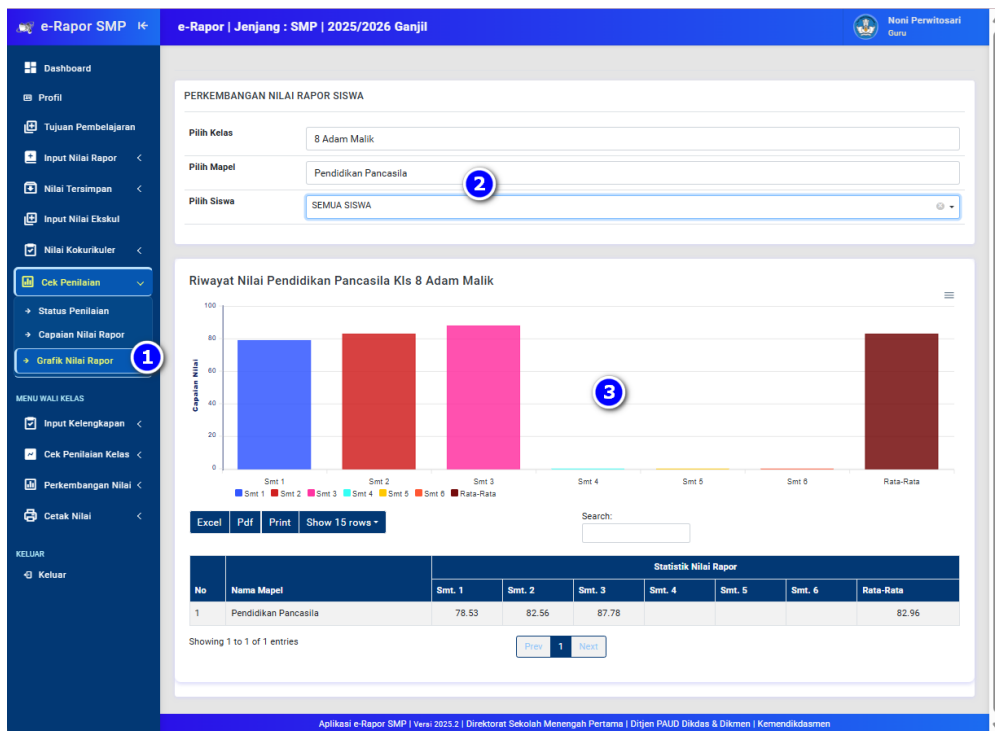 e-Rapor SMP
e-Rapor | Jenjang : SMP | 2025/2026 Ganjil
Noni Perwitosari
Guru
Dashboard
Profil
Tujuan Pembelajaran
Input Nilai Rapor
Nilai Tersimpan
Input Nilai Ekskul
Nilai Kokurikuler
Cek Penilaian
Status Penilaian
Capaian Nilai Rapor
Grafik Nilai Rapor
1
MENU WALI KELAS
Input Kelengkapan
Cek Penilaian Kelas
Perkembangan Nilai
Cetak Nilai
KELUAR
Keluar
PERKEMBANGAN NILAI RAPOR SISWA
Pilih Kelas
8 Adam Malik
Pilih Mapel
Pendidikan Pancasila
2
Pilih Siswa
SEMUA SISWA
Riwayat Nilai Pendidikan Pancasila Kls 8 Adam Malik
Capaian Nilai
100
80
60
40
20
0
3
Smt 1 Smt 2 Smt 3 Smt 4 Smt 5 Smt 6 Rata-Rata
Smt 1 Smt 2 Smt 3 Smt 4 Smt 5 Smt 6 Rata-Rata
Excel Pdf Print Show 15 rows
Search:
Statistik Nilai Rapor
No Nama Mapel Smt. 1 Smt. 2 Smt. 3 Smt. 4 Smt. 5 Smt. 6 Rata-Rata
1 Pendidikan Pancasila 78.53 82.56 87.78 82.96
Showing 1 to 1 of 1 entries
Prev 1 Next
Aplikasi e-Rapor SMP | Versi 2025.2 | Direktorat Sekolah Menengah Pertama | Ditjen PAUD Dikdas & Dikmen | Kemendikdasmen